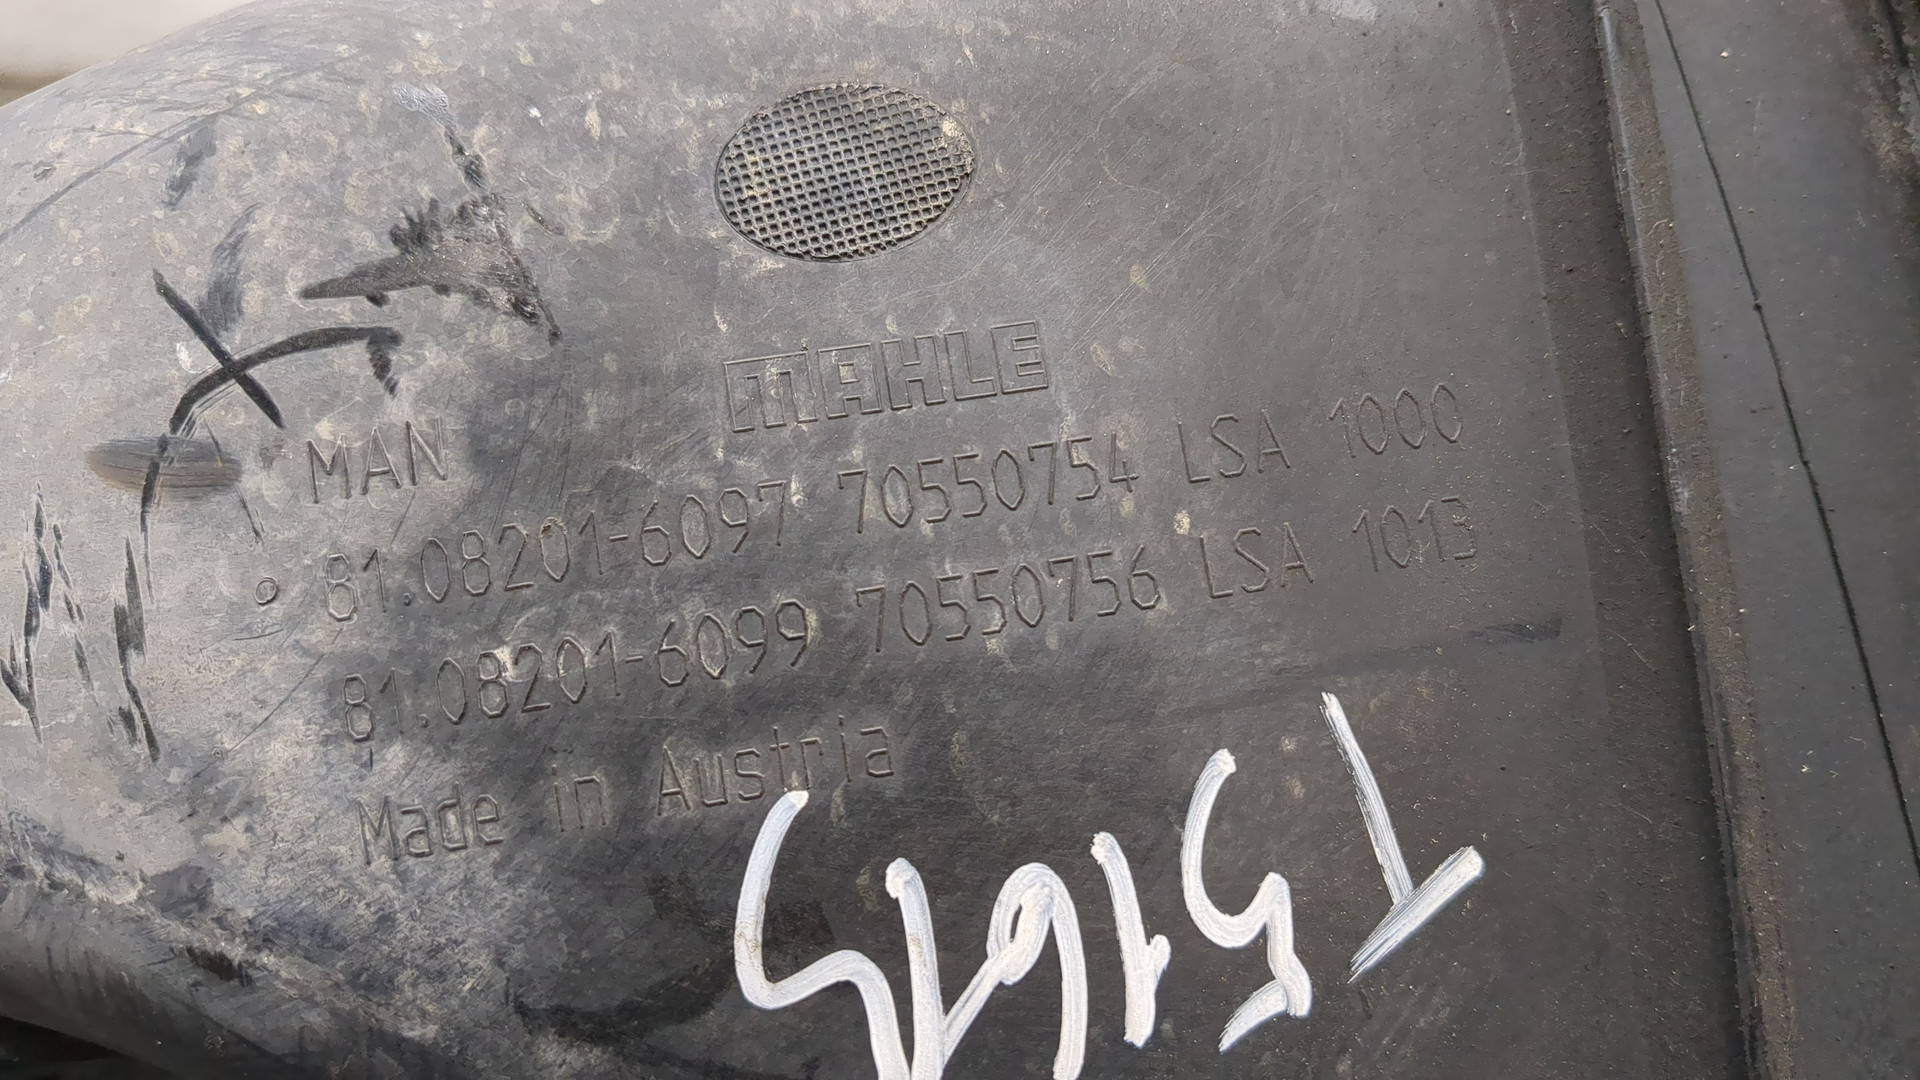 MAHLE
MAN
81.08201-6097 70550754 LSA 1000
81.08201-6099 70550756 LSA 1013
Made in Austria